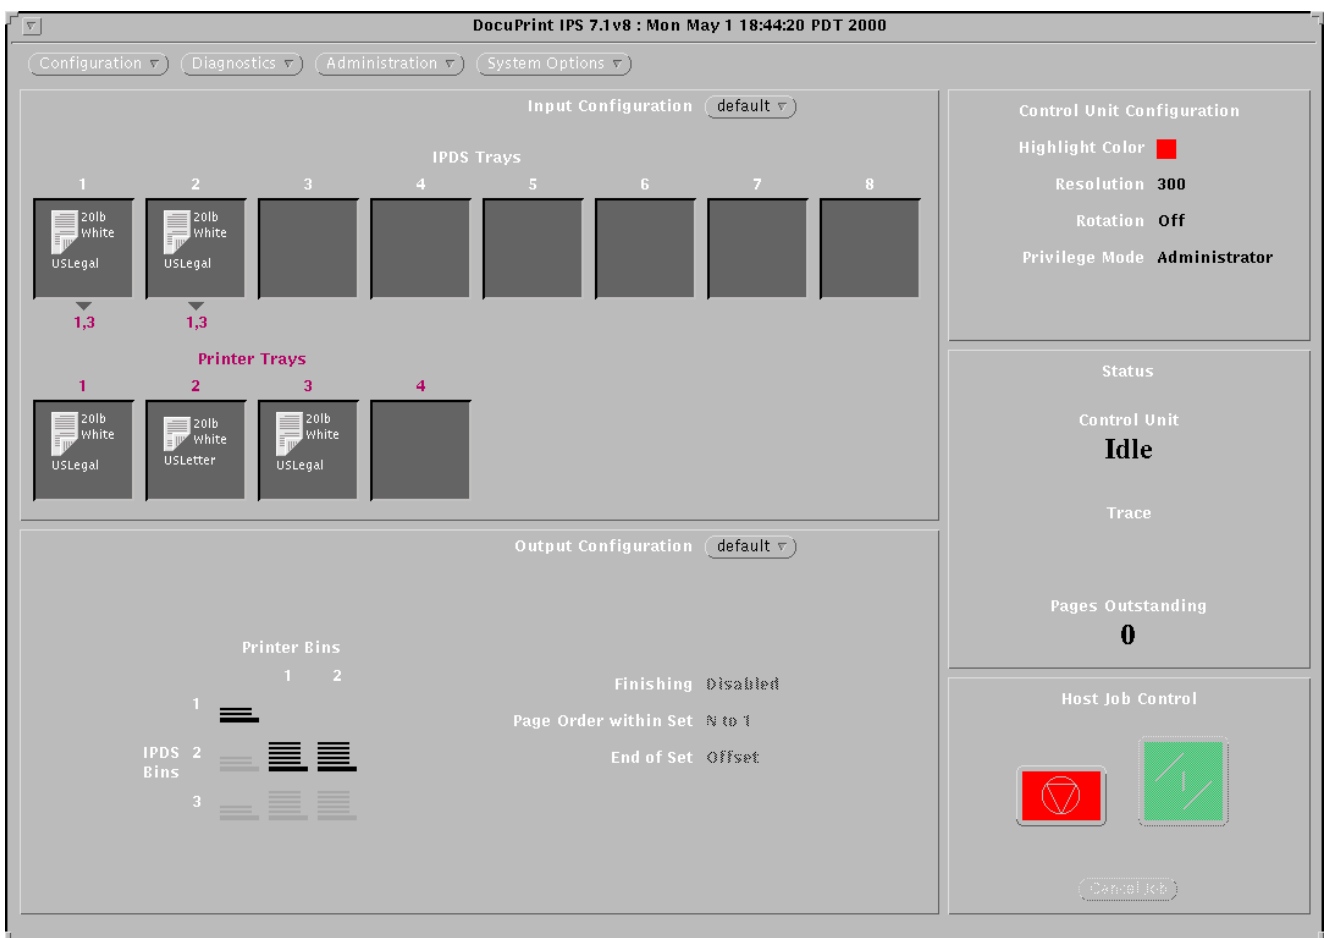 DocuPrint IPS 7.1v8 : Mon May 1 18:44:20 PDT 2000
Configuration Diagnostics Administration System Options
Input Configuration default
IPDS Trays
1 2 3 4 5 6 7 8
20lb White USLegal
20lb White USLegal
1,3 1,3
Printer Trays
1 2 3 4
20lb White USLegal
20lb White USLetter
20lb White USLegal
Output Configuration default
Printer Bins
1 2
1
IPDS Bins 2
3
Finishing Disabled
Page Order within Set N to 1
End of Set Offset
Control Unit Configuration
Highlight Color
Resolution 300
Rotation Off
Privilege Mode Administrator
Status
Control Unit
Idle
Trace
Pages Outstanding
0
Host Job Control
Cancel Job